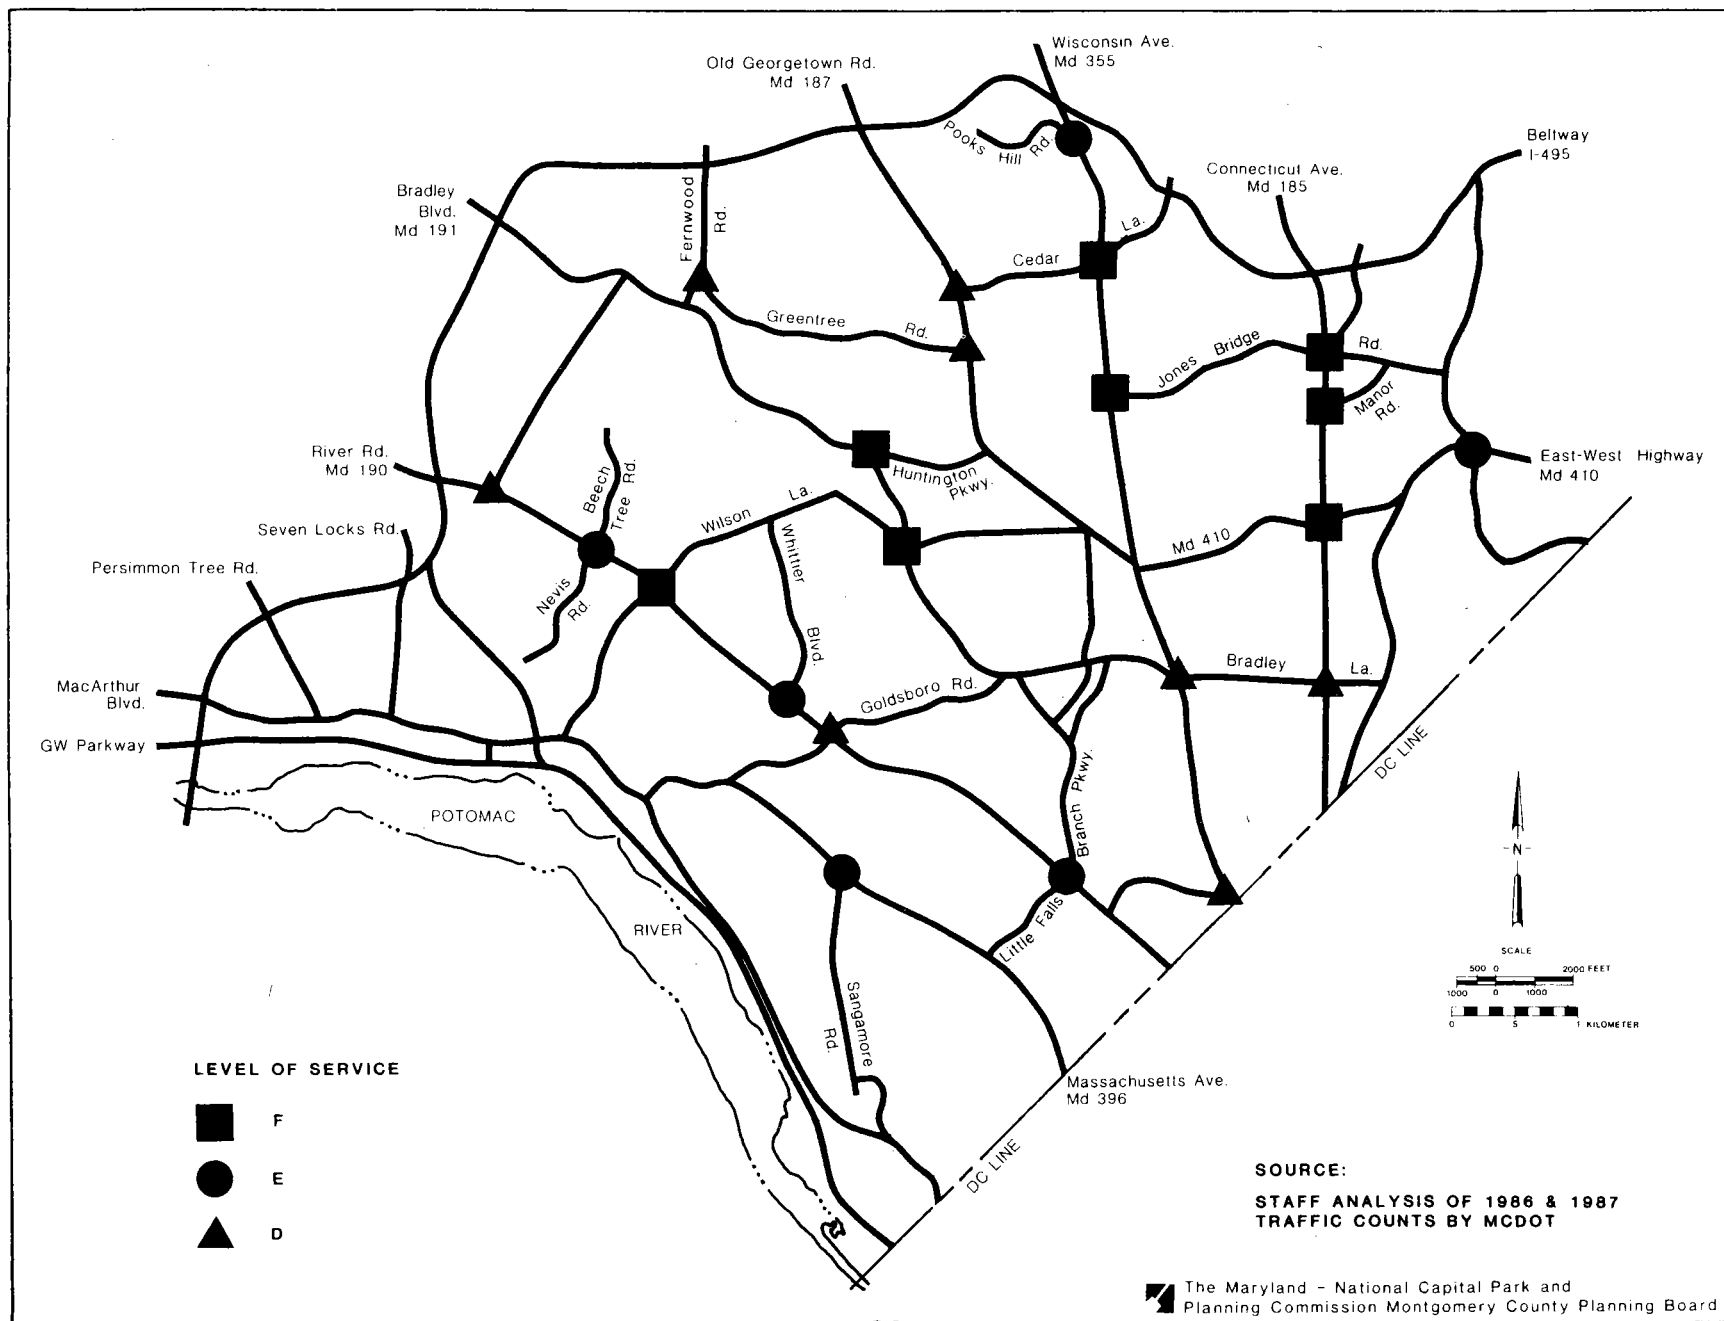 Wisconsin Ave.
Md 355
Old Georgetown Rd.
Md 187
Pooks Hill Rd.
Beltway
I-495
Connecticut Ave.
Md 185
Bradley
Blvd.
Md 191
Fernwood
Rd.
Cedar La.
Greentree Rd.
Jones Bridge Rd.
Manor
Rd.
River Rd.
Md 190
Beech
Tree Rd.
Huntington
Pkwy.
East-West Highway
Md 410
Seven Locks Rd.
Wilson La.
Whittier Blvd.
Md 410
Persimmon Tree Rd.
Nevis
Rd.
MacArthur
Blvd.
Goldsboro Rd.
Bradley La.
GW Parkway
DC LINE
POTOMAC
RIVER
Little Falls Branch Pkwy.
-N-
SCALE
500 0 2000 FEET
1000 0 1000
0 5 1 KILOMETER
Sangamore
Rd.
Massachusetts Ave.
Md 396
DC LINE
LEVEL OF SERVICE
F
E
D
SOURCE:
STAFF ANALYSIS OF 1986 & 1987
TRAFFIC COUNTS BY MCDOT
The Maryland - National Capital Park and
Planning Commission Montgomery County Planning Board